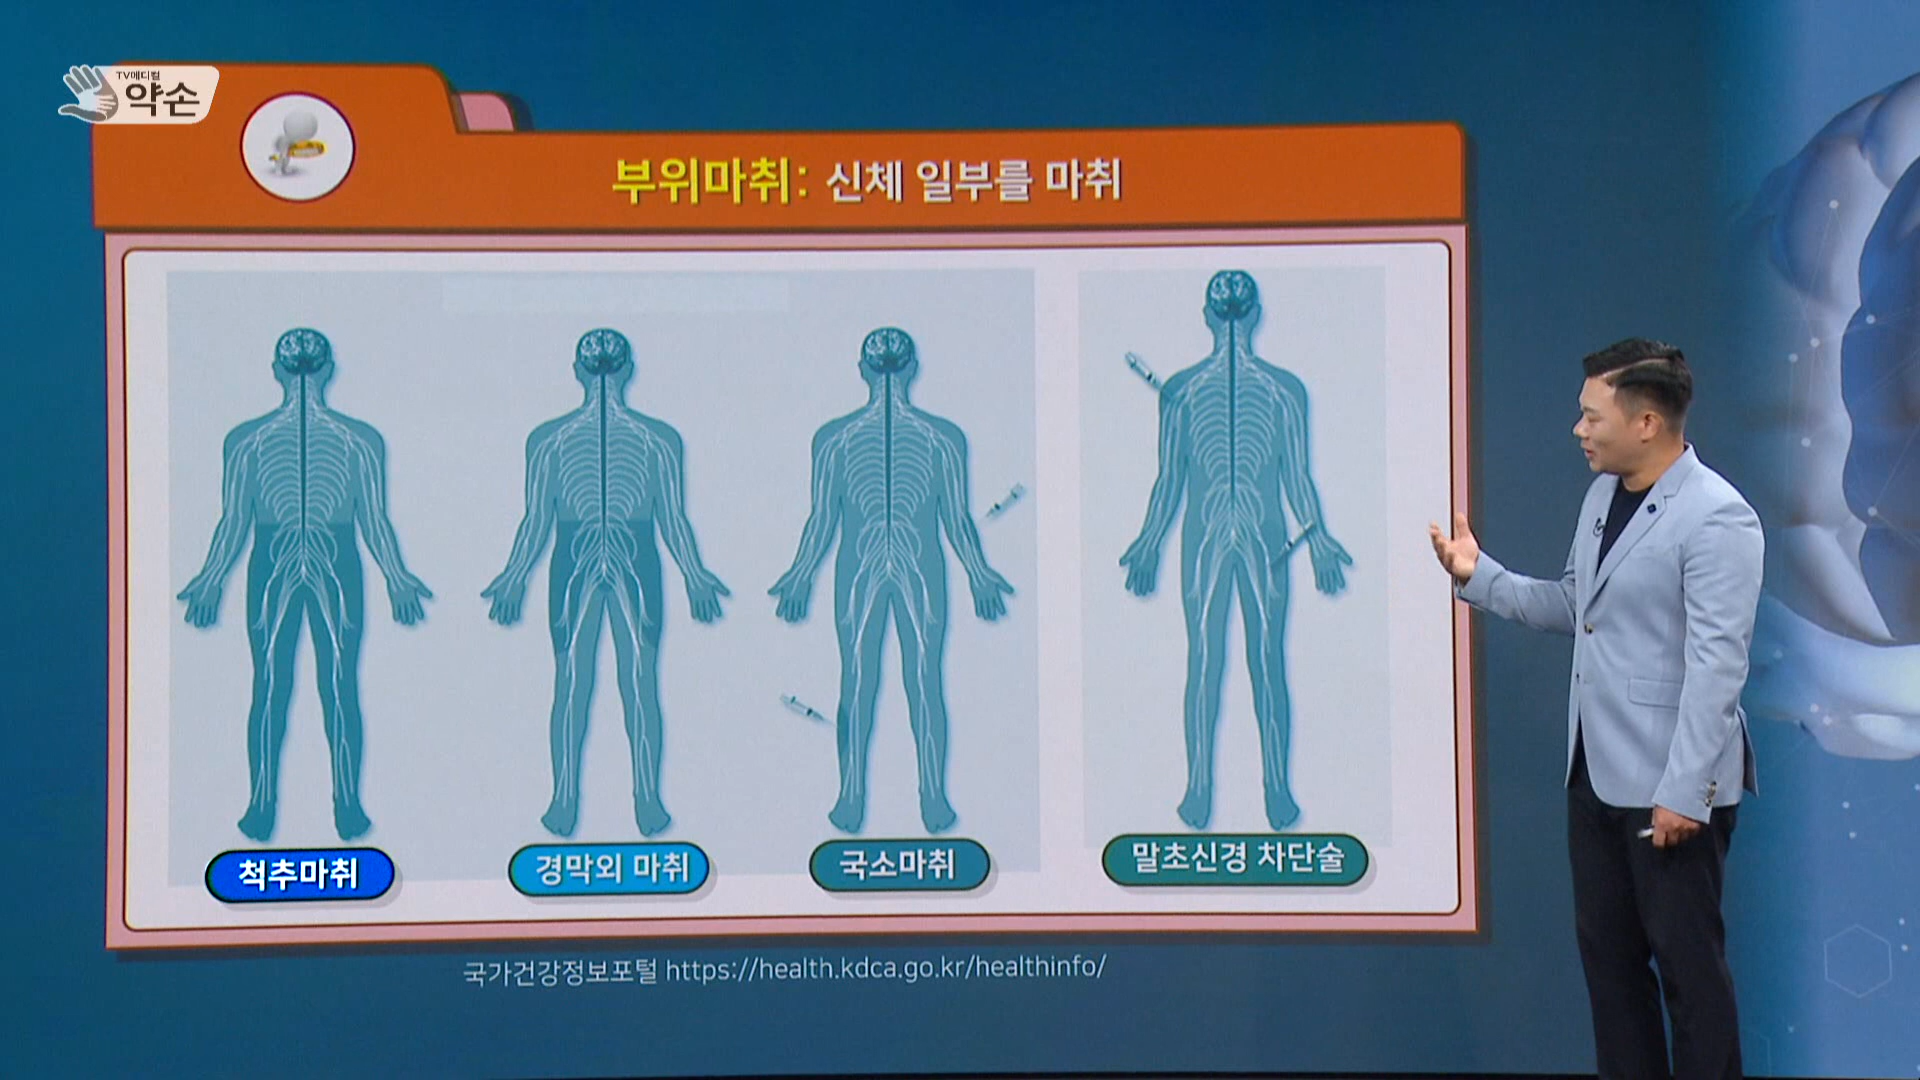 TV메디컬
약손
부위마취: 신체 일부를 마취
척추마취
경막외 마취
국소마취
말초신경 차단술
국가건강정보포털 https://health.kdca.go.kr/healthinfo/